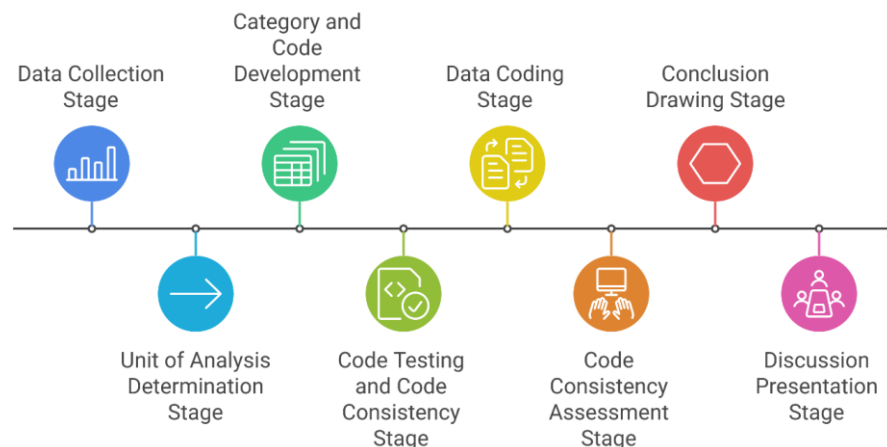 Data Collection
Stage
Unit of Analysis
Determination
Stage
Category and
Code
Development
Stage
Code Testing
and Code
Consistency
Stage
Data Coding
Stage
Code
Consistency
Assessment
Stage
Conclusion
Drawing Stage
Discussion
Presentation
Stage